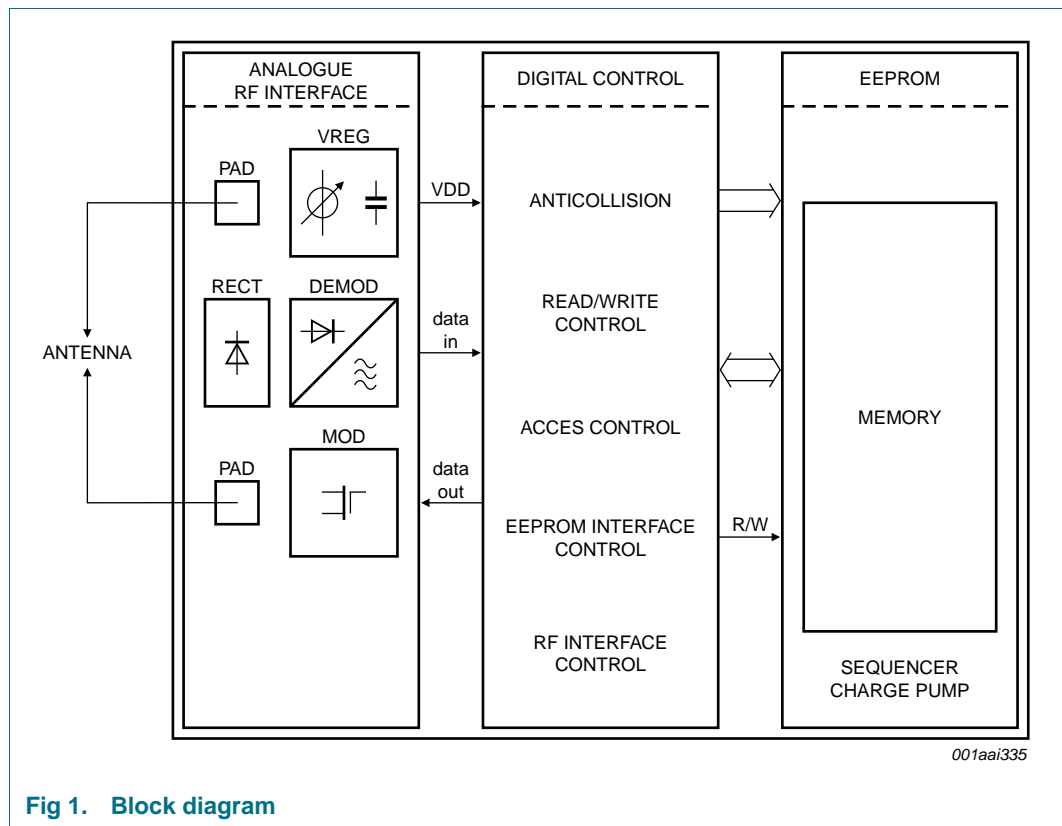 ANALOGUE
RF INTERFACE
DIGITAL CONTROL
EEPROM
VREG
PAD
VDD
ANTICOLLISION
RECT
DEMOD
data
in
READ/WRITE
CONTROL
ANTENNA
MEMORY
MOD
ACCES CONTROL
PAD
data
out
EEPROM INTERFACE
CONTROL
R/W
RF INTERFACE
CONTROL
SEQUENCER
CHARGE PUMP
001aai335
Fig 1. Block diagram